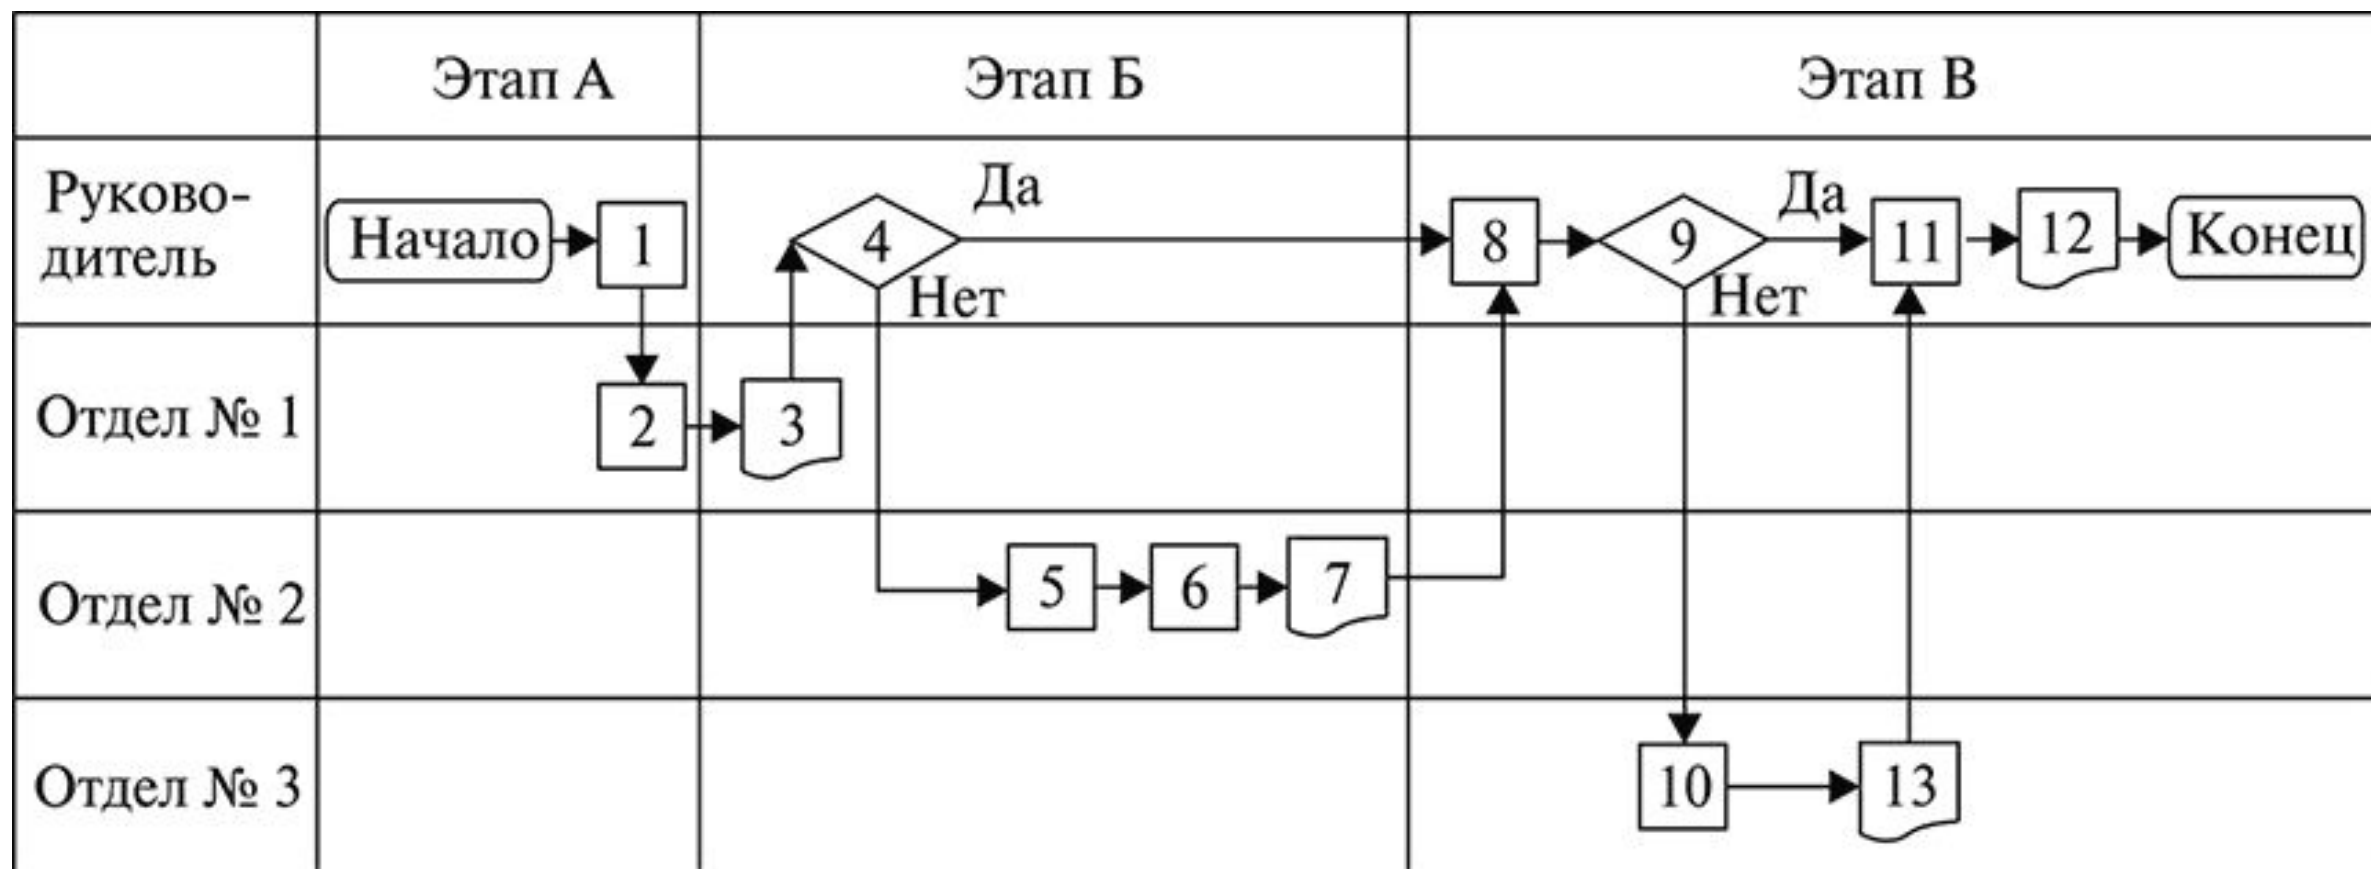 Этап А
Этап Б
Этап В
Руково-
дитель
Начало
1
4
Да
Нет
8
9
Да
Нет
11
12
Конец
Отдел № 1
2
3
Отдел № 2
5
6
7
Отдел № 3
10
13